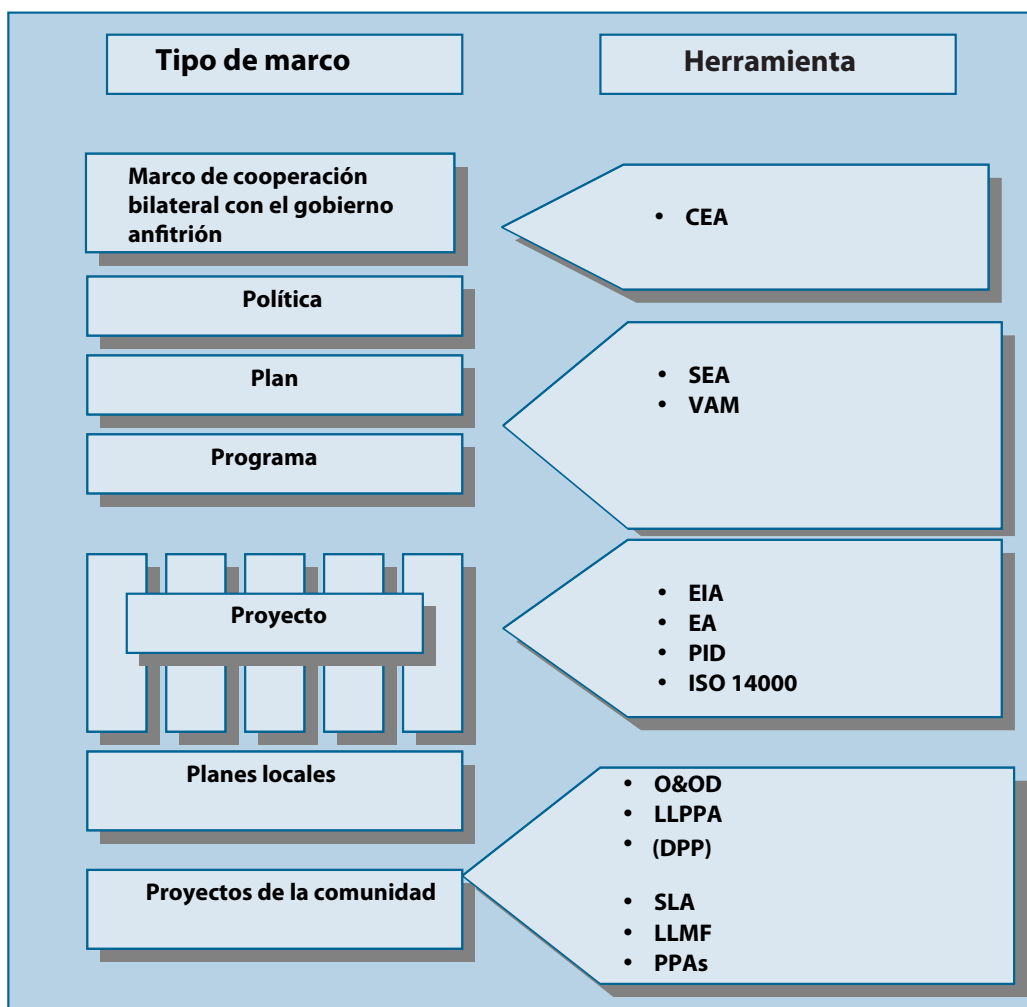 Tipo de marco
Herramienta
Marco de cooperación
bilateral con el gobierno
anfitrión
• CEA
Política
Plan
Programa
• SEA
• VAM
Proyecto
• EIA
• EA
• PID
• ISO 14000
Planes locales
Proyectos de la comunidad
• O&OD
• LLPPA
• (DPP)
• SLA
• LLMF
• PPAs